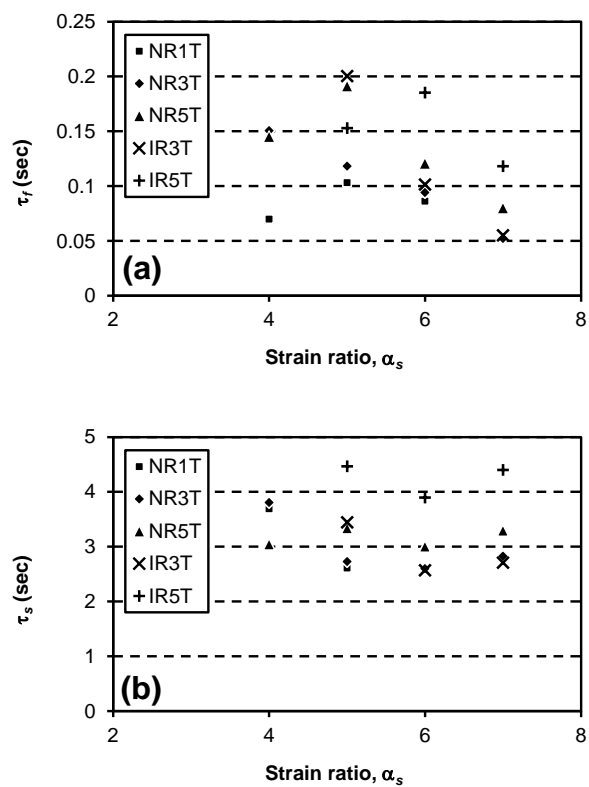 0.25
0.2
0.15
0.1
0.05
0
τf (sec)
NR1T
NR3T
NR5T
IR3T
IR5T
(a)
2
4
6
8
Strain ratio, αs
5
4
3
2
1
0
τs (sec)
NR1T
NR3T
NR5T
IR3T
IR5T
(b)
2
4
6
8
Strain ratio, αs